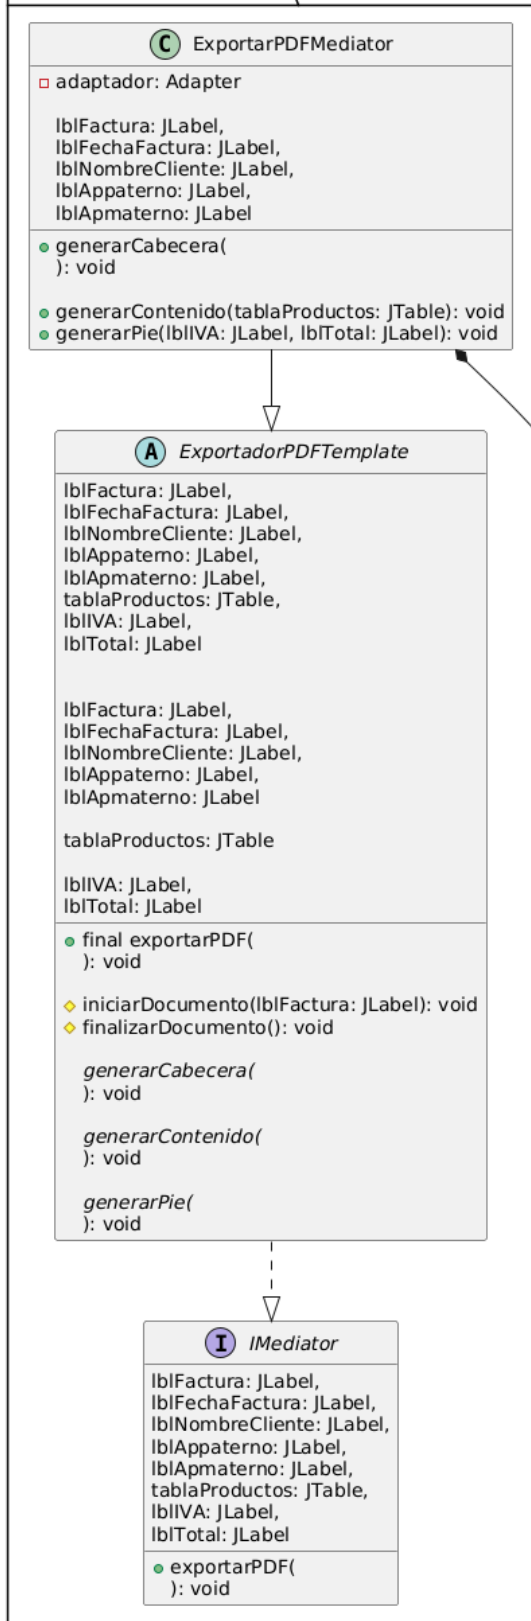 C ExportarPDFMediator
adaptador: Adapter
lblFactura: JLabel,
lblFechaFactura: JLabel,
lblNombreCliente: JLabel,
lblAppaterno: JLabel,
lblApmaterno: JLabel
generarCabecera(
): void
generarContenido(tablaProductos: JTable): void
generarPie(lblIVA: JLabel, lblTotal: JLabel): void
A ExportadorPDFTemplate
lblFactura: JLabel,
lblFechaFactura: JLabel,
lblNombreCliente: JLabel,
lblAppaterno: JLabel,
lblApmaterno: JLabel,
tablaProductos: JTable,
lblIVA: JLabel,
lblTotal: JLabel
lblFactura: JLabel,
lblFechaFactura: JLabel,
lblNombreCliente: JLabel,
lblAppaterno: JLabel,
lblApmaterno: JLabel
tablaProductos: JTable
lblIVA: JLabel,
lblTotal: JLabel
final exportarPDF(
): void
iniciarDocumento(lblFactura: JLabel): void
finalizarDocumento(): void
generarCabecera(
): void
generarContenido(
): void
generarPie(
): void
I IMediator
lblFactura: JLabel,
lblFechaFactura: JLabel,
lblNombreCliente: JLabel,
lblAppaterno: JLabel,
lblApmaterno: JLabel,
tablaProductos: JTable,
lblIVA: JLabel,
lblTotal: JLabel
exportarPDF(
): void